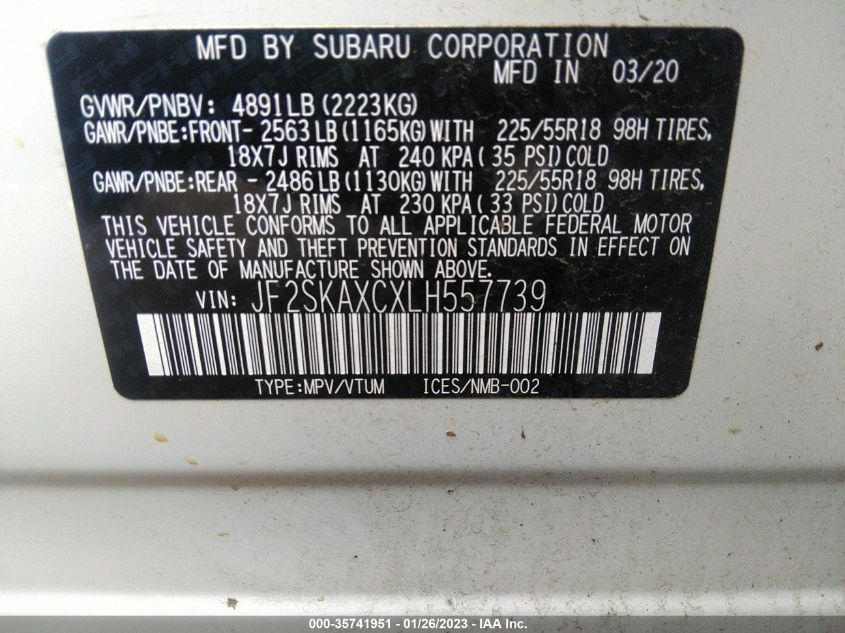 MFD BY SUBARU CORPORATION
MFD IN 03/20
GVWR/PNBV: 4891LB (2223KG)
GAWR/PNBE:FRONT- 2563LB (1165KG) WITH 225/55R18 98H TIRES,
18X7J RIMS AT 240 KPA ( 35 PSI) COLD
GAWR/PNBE:REAR - 2486LB (1130KG) WITH 225/55R18 98H TIRES,
18X7J RIMS AT 230 KPA ( 33 PSI) COLD
THIS VEHICLE CONFORMS TO ALL APPLICABLE FEDERAL MOTOR
VEHICLE SAFETY AND THEFT PREVENTION STANDARDS IN EFFECT ON
THE DATE OF MANUFACTURE SHOWN ABOVE.
VIN: JF2SKAXCXLH557739
TYPE:MPV/VTUM ICES/NMB-002
000-35741951 - 01/26/2023 - © IAA Inc.